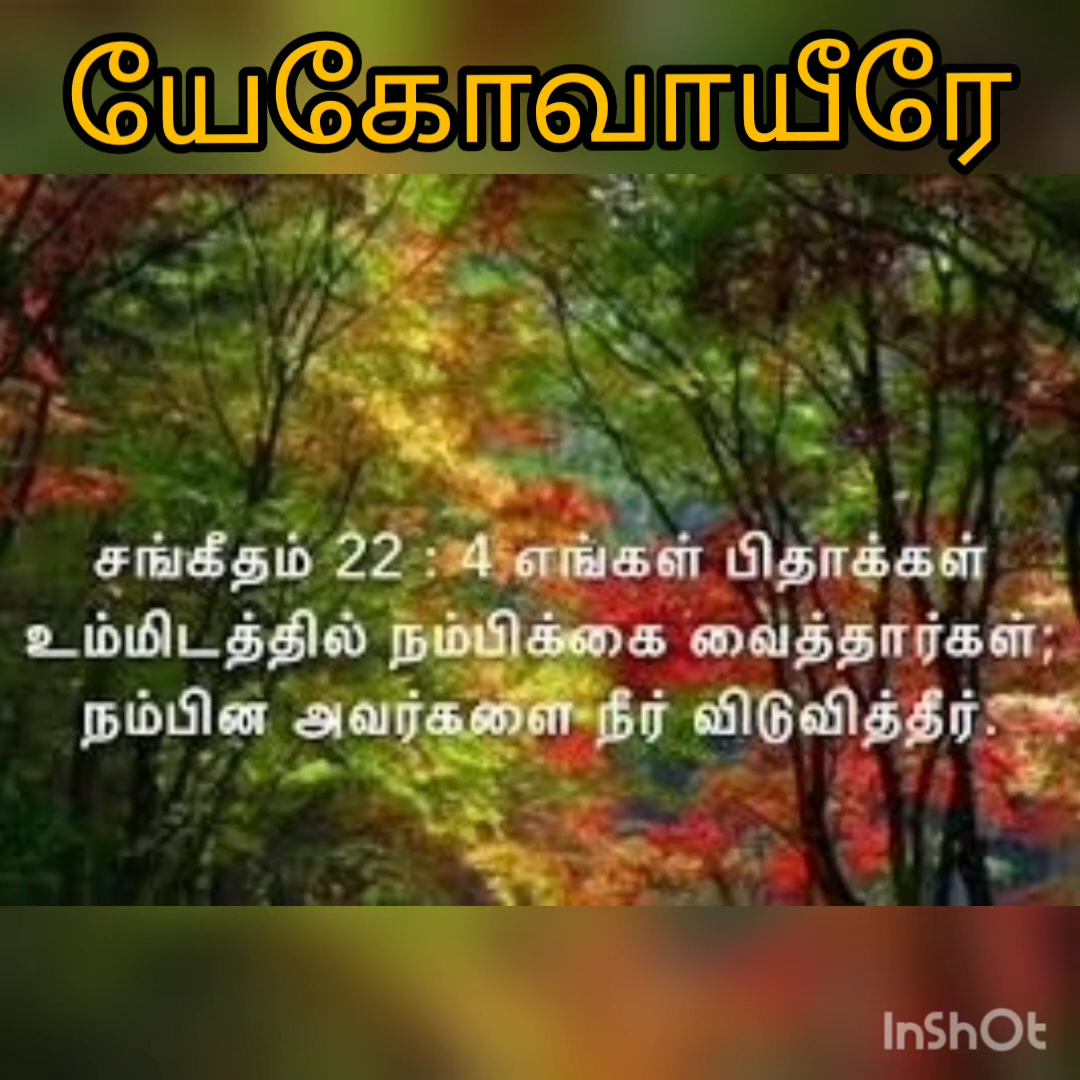 யேகோவாயீரே
சங்கீதம் 22 : 4 எங்கள் பிதாக்கள்
உம்மிடத்தில் நம்பிக்கை வைத்தார்கள்;
நம்பின அவர்களை நீர் விடுவித்தீர்.
InShOt